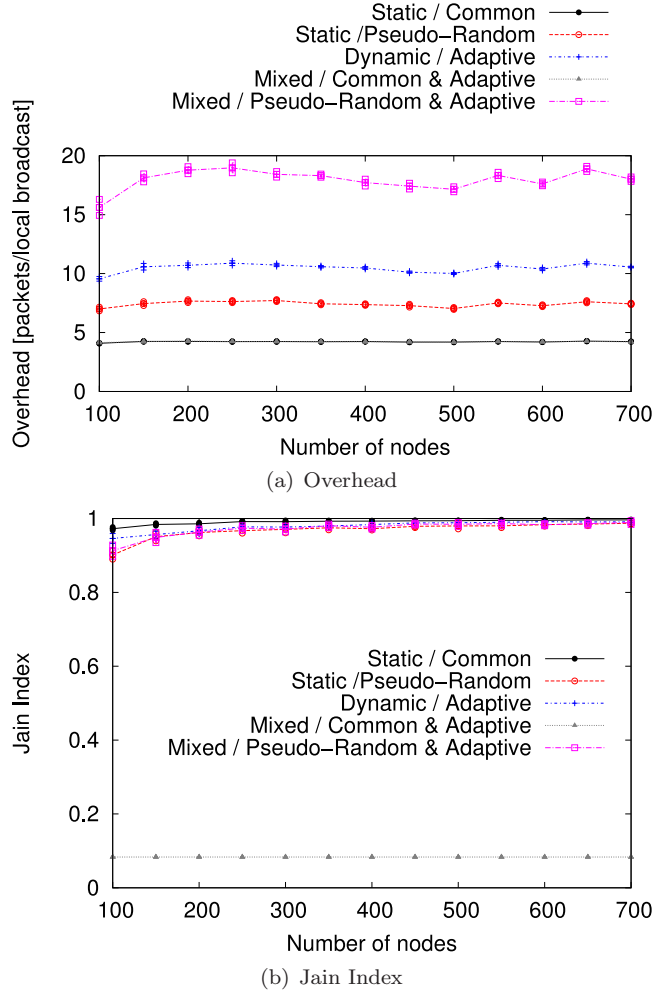 Static / Common
Static /Pseudo-Random
Dynamic / Adaptive
Mixed / Common & Adaptive
Mixed / Pseudo-Random & Adaptive
Overhead [packets/local broadcast]
20
15
10
5
0
100 200 300 400 500 600 700
Number of nodes
(a) Overhead
Jain Index
1
0.8
0.6
0.4
0.2
0
Static / Common
Static /Pseudo-Random
Dynamic / Adaptive
Mixed / Common & Adaptive
Mixed / Pseudo-Random & Adaptive
100 200 300 400 500 600 700
Number of nodes
(b) Jain Index